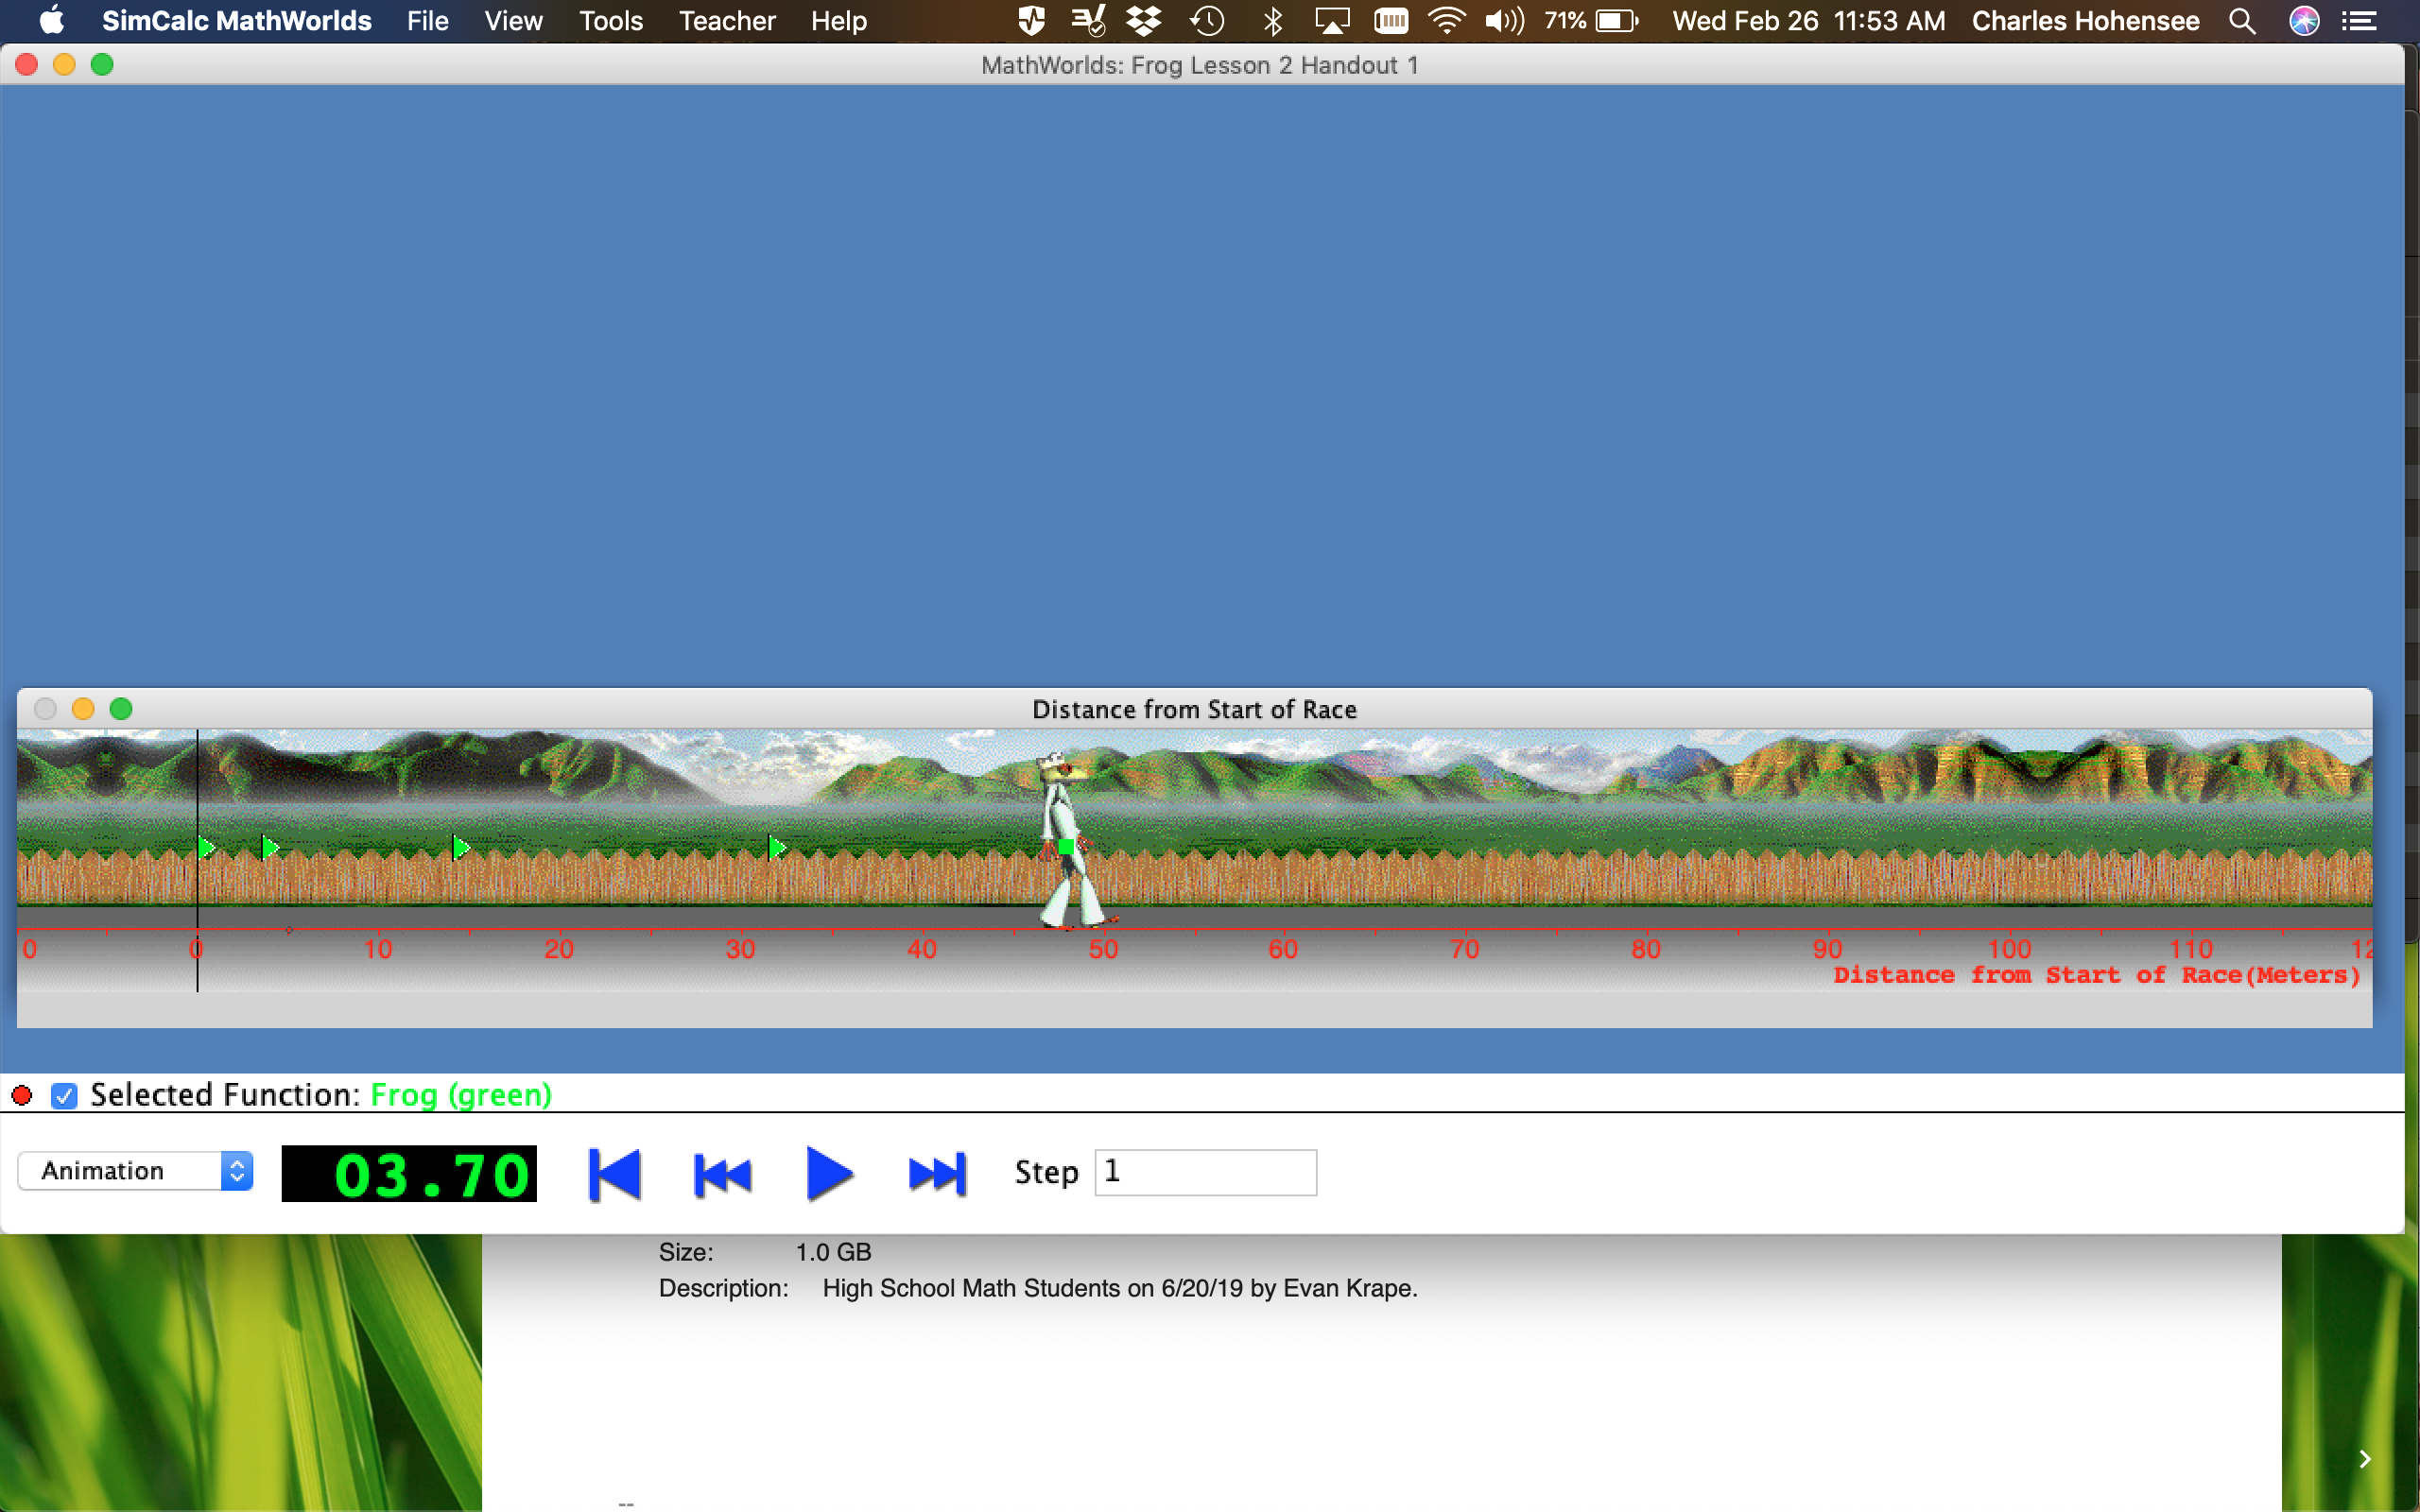 SimCalc MathWorlds File View Tools Teacher Help 71% Wed Feb 26 11:53 AM Charles Hohensee
MathWorlds: Frog Lesson 2 Handout 1
Distance from Start of Race
0 0 10 20 30 40 50 60 70 80 90 100 110 12
Distance from Start of Race(Meters)
Selected Function: Frog (green)
Animation 03.70 Step 1
Size: 1.0 GB
Description: High School Math Students on 6/20/19 by Evan Krape.
--